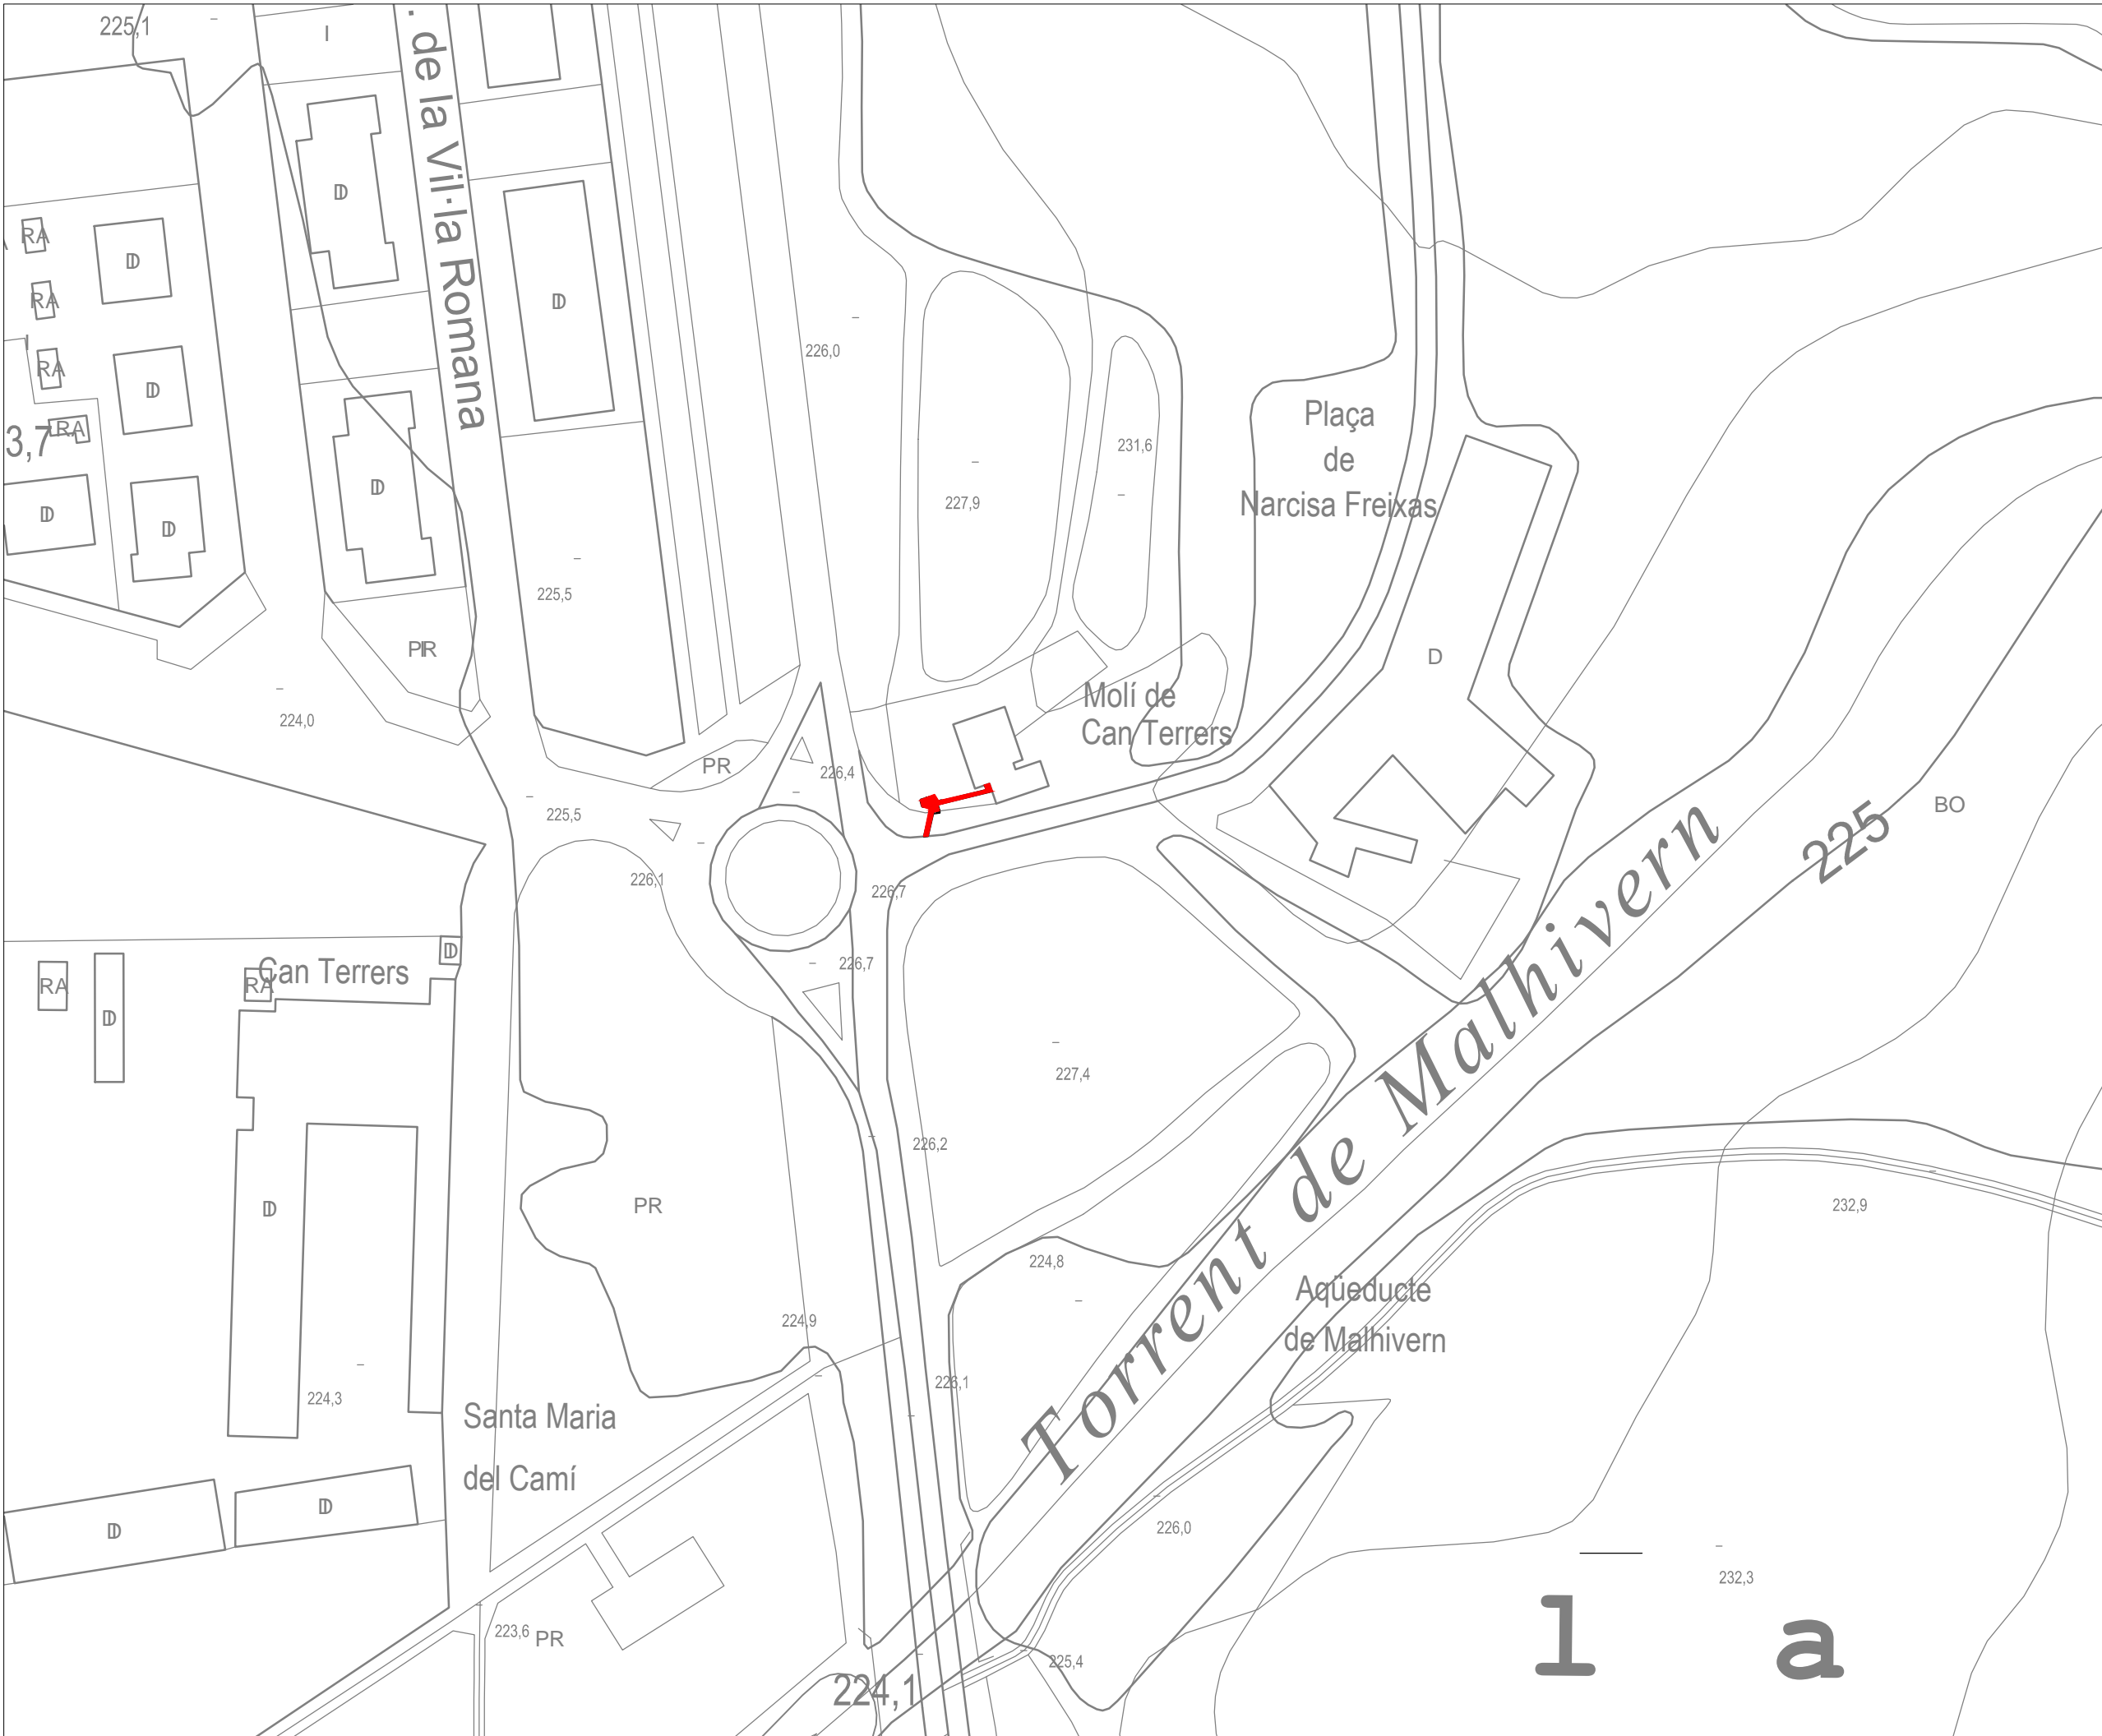 225,1
I
. de la Vil·la Romana
D
RA
D
RA
D
226,0
RA
D
Plaça
de
Narcisa Freixas
231,6
3,7
RA
D
227,9
D
D
225,5
PR
D
Molí de
Can Terrers
224,0
PR
226,4
225,5
BO
225
226,1
226,7
Can Terrers
D
226,7
RA
RA
D
Torrent de Malhivern
227,4
226,2
D
PR
232,9
224,8
Aqüeducte
de Malhivern
224,9
226,1
224,3
Santa Maria
del Camí
D
D
226,0
232,3
223,6
PR
l a
225,4
224,1